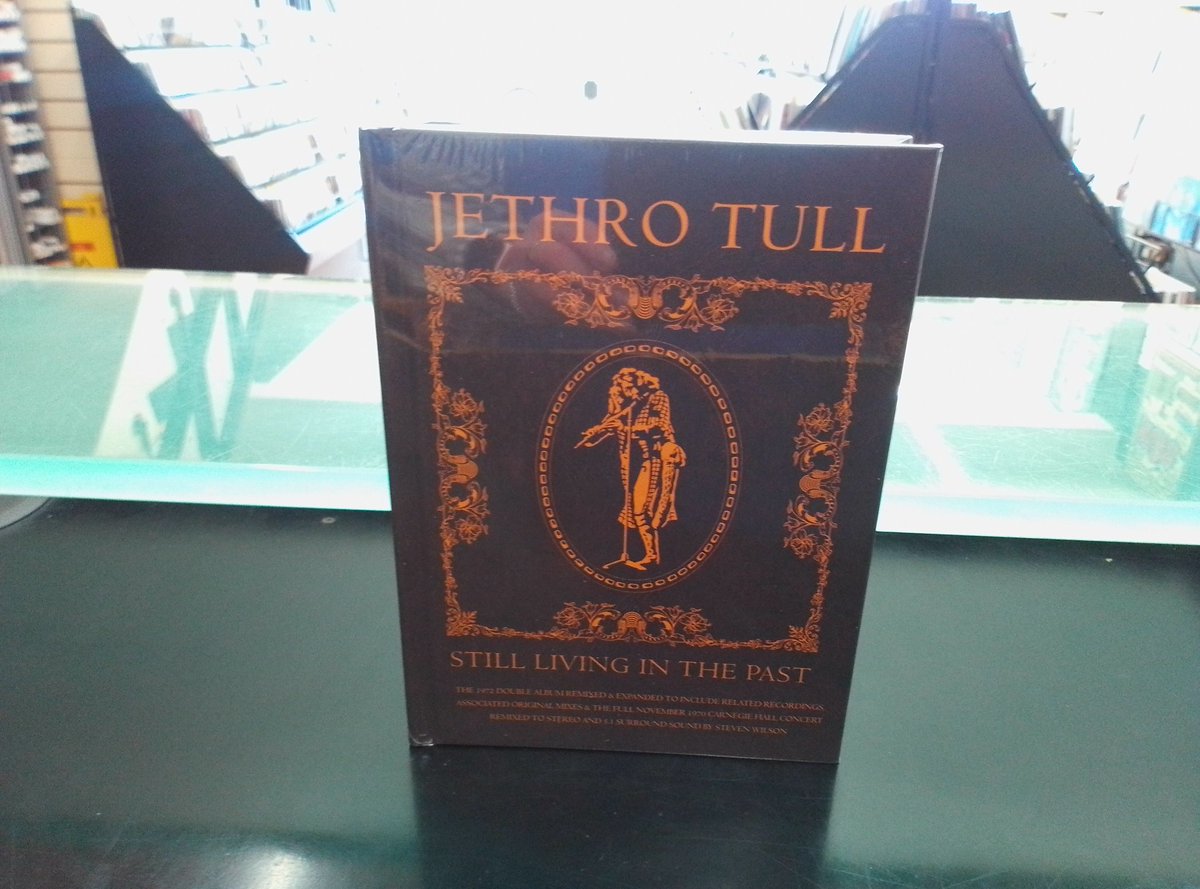 JETHRO TULL
STILL LIVING IN THE PAST
THE 1972 DOUBLE ALBUM REMIXED & EXPANDED TO INCLUDE RELATED RECORDINGS
ASSOCIATED ORIGINAL MIXES & THE FULL NOVEMBER 1970 CARNEGIE HALL CONCERT
REMIXED TO STEREO AND 5.1 SURROUND SOUND BY STEVEN WILSON